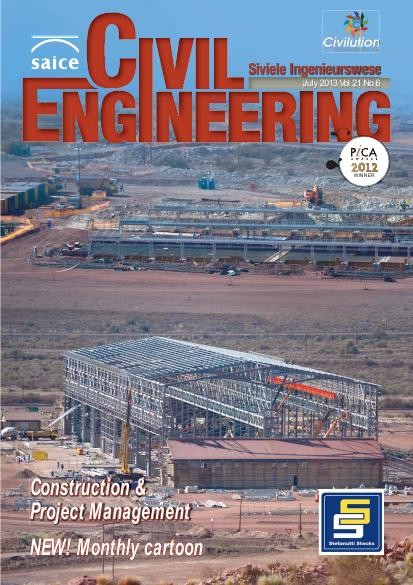 Civilution
saice
CIVIL
Siviele Ingenieurswese
July 2013 Vol 21 No 6
ENGINEERING
PICA
AWARDS
2012
WINNER
Construction &
Project Management
NEW! Monthly cartoon
Stefanutti Stocks